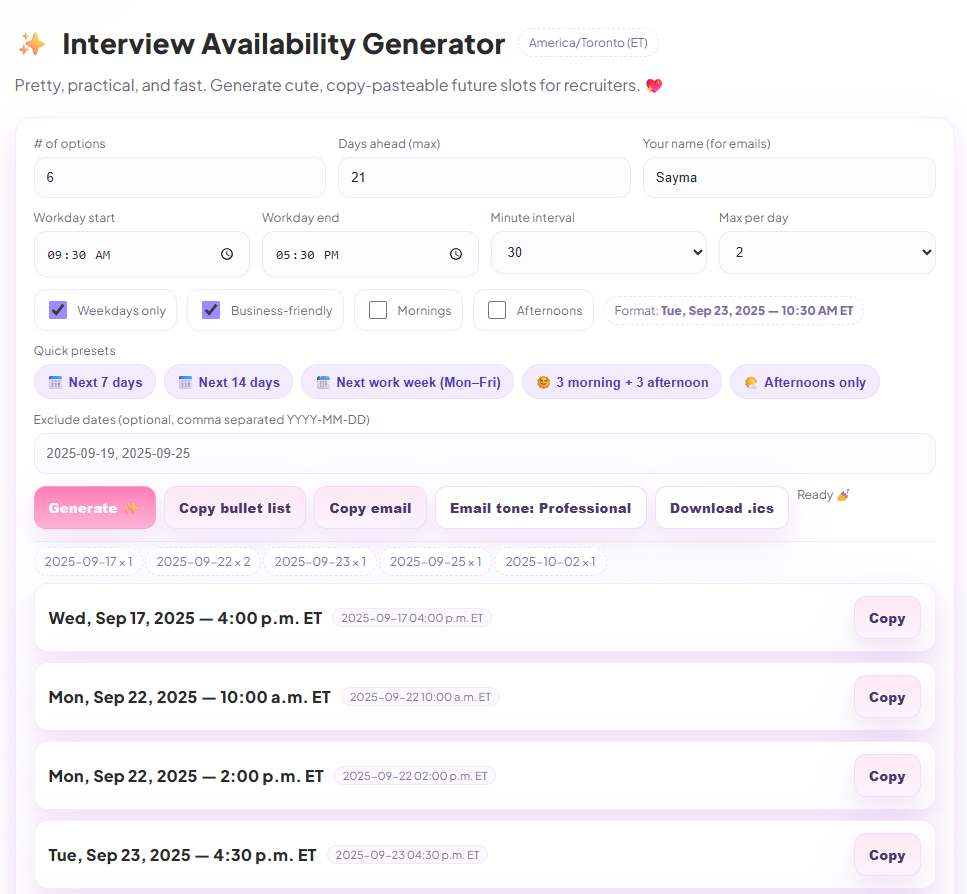 ✨ Interview Availability Generator America/Toronto (ET)
Pretty, practical, and fast. Generate cute, copy-pasteable future slots for recruiters. 💖
# of options Days ahead (max) Your name (for emails)
6 21 Sayma
Workday start Workday end Minute interval Max per day
09:30 AM 05:30 PM 30 2
Weekdays only Business-friendly Mornings Afternoons Format: Tue, Sep 23, 2025 — 10:30 AM ET
Quick presets
Next 7 days Next 14 days Next work week (Mon–Fri) 3 morning + 3 afternoon Afternoons only
Exclude dates (optional, comma separated YYYY-MM-DD)
2025-09-19, 2025-09-25
Generate ✨ Copy bullet list Copy email Email tone: Professional Download .ics Ready 💅
2025-09-17 × 1 2025-09-22 × 2 2025-09-23 × 1 2025-09-25 × 1 2025-10-02 × 1
Wed, Sep 17, 2025 — 4:00 p.m. ET 2025-09-17 04:00 p.m. ET Copy
Mon, Sep 22, 2025 — 10:00 a.m. ET 2025-09-22 10:00 a.m. ET Copy
Mon, Sep 22, 2025 — 2:00 p.m. ET 2025-09-22 02:00 p.m. ET Copy
Tue, Sep 23, 2025 — 4:30 p.m. ET 2025-09-23 04:30 p.m. ET Copy